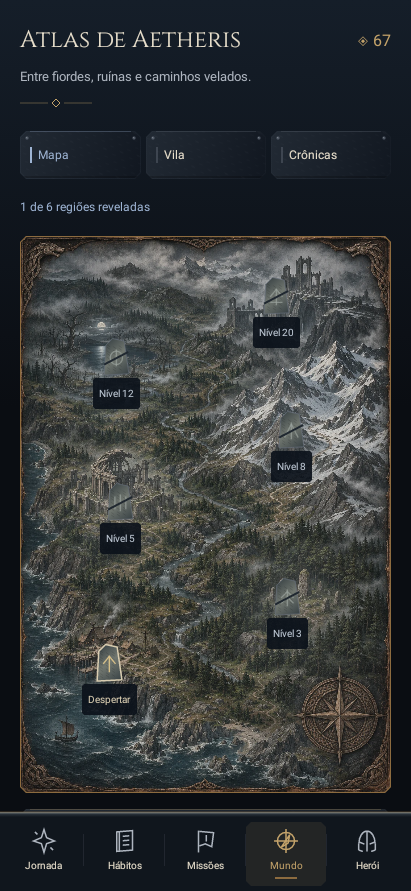 Atlas de Aetheris
67
Entre fiordes, ruínas e caminhos velados.
Mapa
Vila
Crônicas
1 de 6 regiões reveladas
Nível 20
Nível 12
Nível 8
Nível 5
Nível 3
Despertar
Jornada
Hábitos
Missões
Mundo
Herói